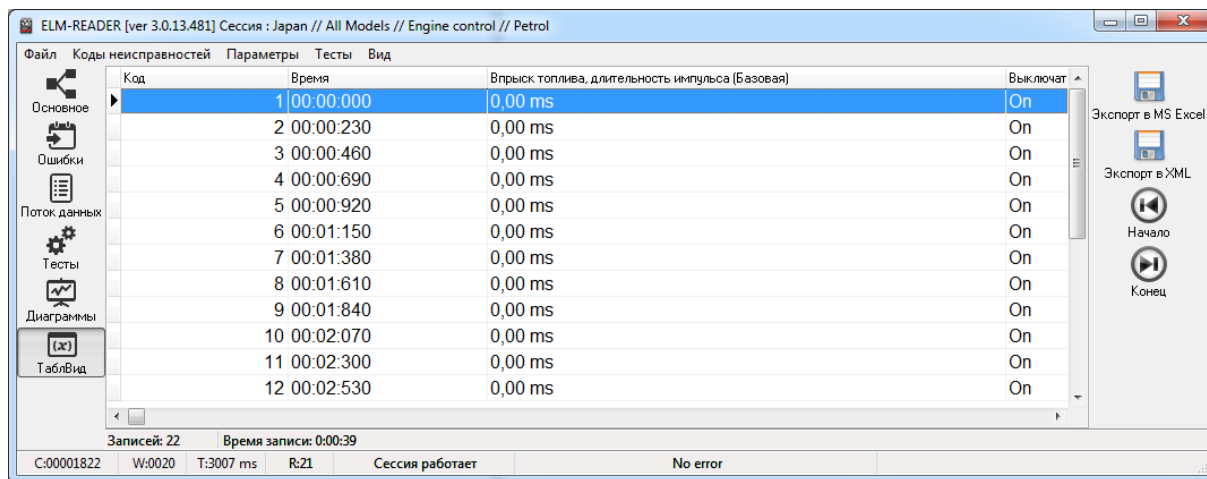 ELM-READER [ver 3.0.13.481] Сессия : Japan // All Models // Engine control // Petrol
Файл Коды неисправностей Параметры Тесты Вид
Основное
Ошибки
Поток данных
Тесты
Диаграммы
(x)
ТаблВид
Код Время Впрыск топлива, длительность импульса (Базовая) Выключат
1 00:00:000 0,00 ms On
2 00:00:230 0,00 ms On
3 00:00:460 0,00 ms On
4 00:00:690 0,00 ms On
5 00:00:920 0,00 ms On
6 00:01:150 0,00 ms On
7 00:01:380 0,00 ms On
8 00:01:610 0,00 ms On
9 00:01:840 0,00 ms On
10 00:02:070 0,00 ms On
11 00:02:300 0,00 ms On
12 00:02:530 0,00 ms On
Экспорт в MS Excel
Экспорт в XML
Начало
Конец
Записей: 22 Время записи: 0:00:39
C:00001822 W:0020 T:3007 ms R:21 Сессия работает No error